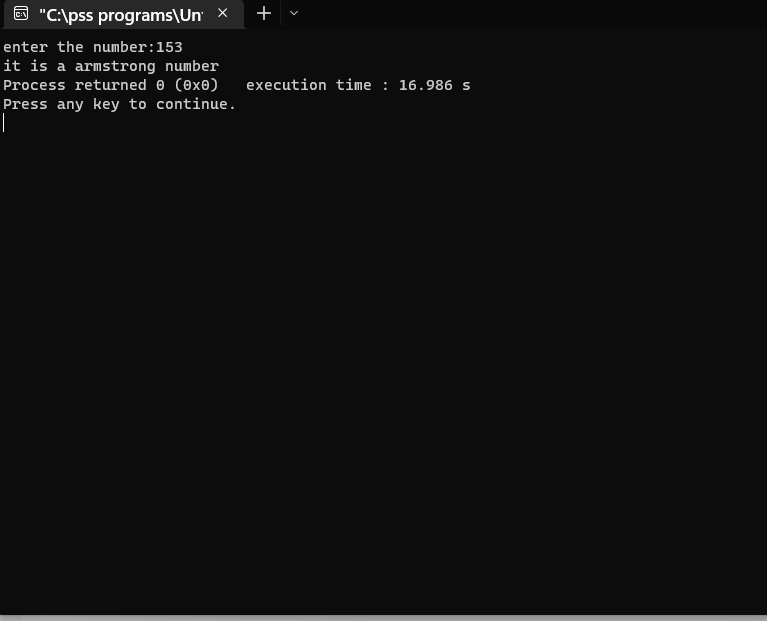 "C:\pss programs\Un
enter the number:153
it is a armstrong number
Process returned 0 (0x0)   execution time : 16.986 s
Press any key to continue.